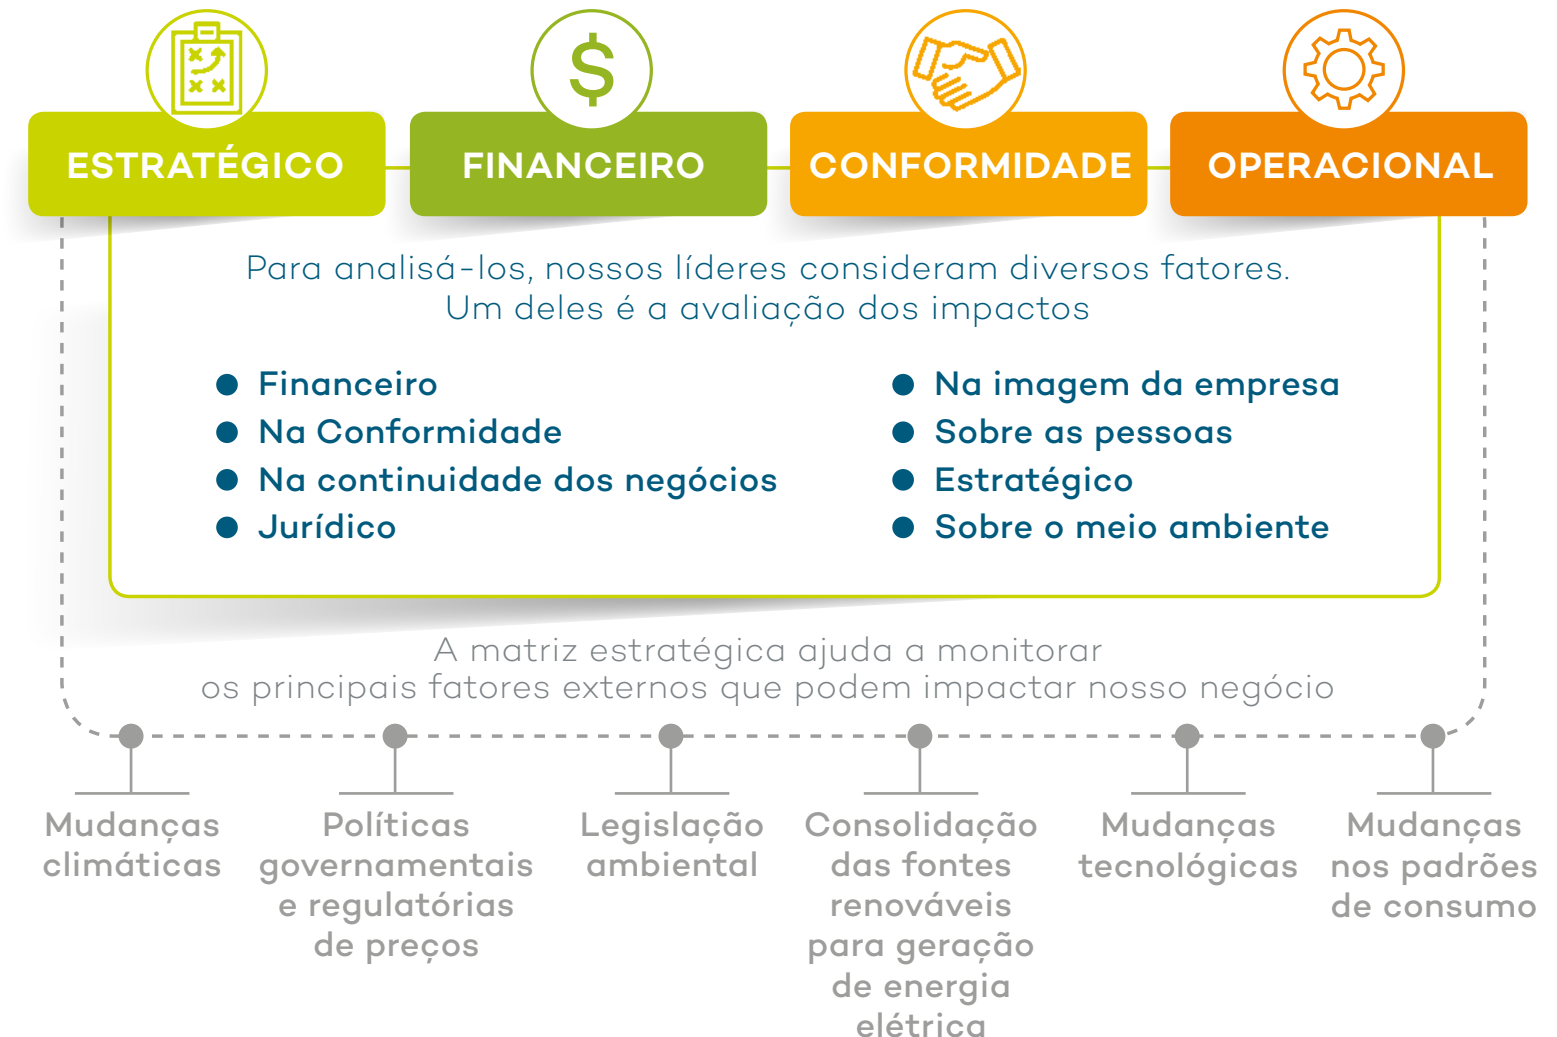 $
ESTRATÉGICO
FINANCEIRO
CONFORMIDADE
OPERACIONAL
Para analisá-los, nossos líderes consideram diversos fatores.
Um deles é a avaliação dos impactos
Financeiro
Na Conformidade
Na continuidade dos negócios
Jurídico
Na imagem da empresa
Sobre as pessoas
Estratégico
Sobre o meio ambiente
A matriz estratégica ajuda a monitorar
os principais fatores externos que podem impactar nosso negócio
Mudanças
climáticas
Políticas
governamentais
e regulatórias
de preços
Legislação
ambiental
Consolidação
das fontes
renováveis
para geração
de energia
elétrica
Mudanças
tecnológicas
Mudanças
nos padrões
de consumo